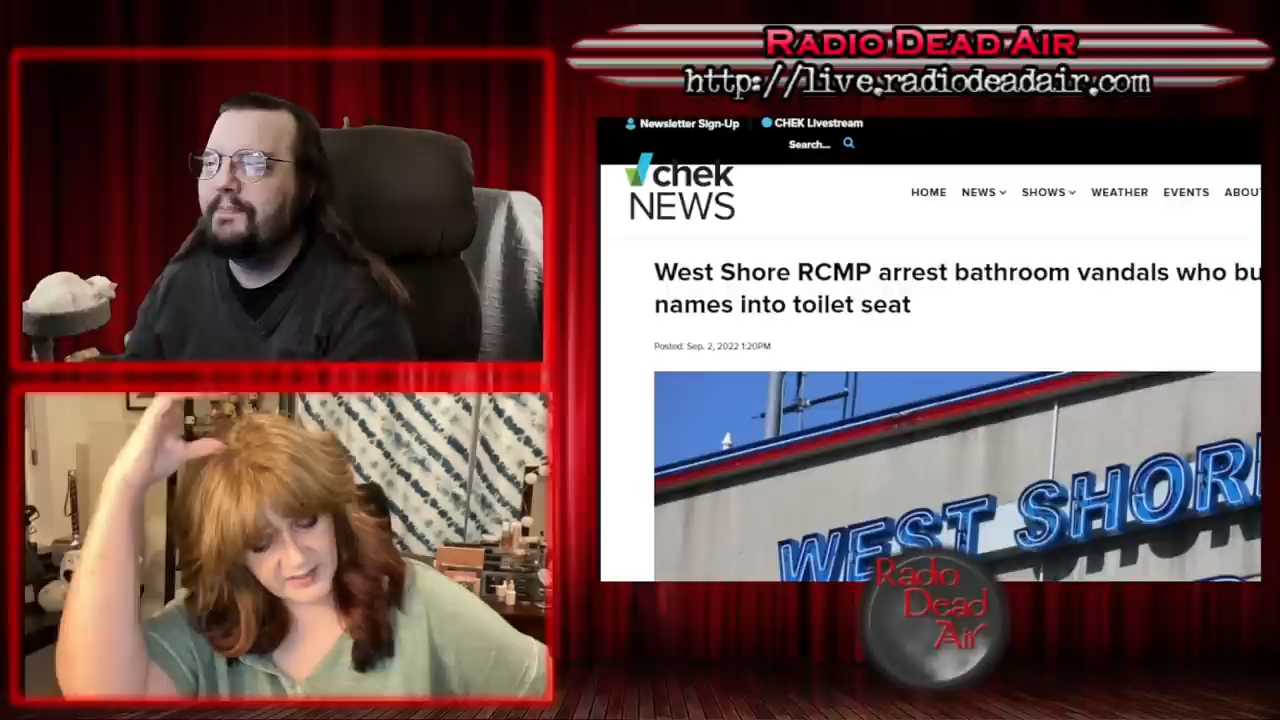 RADIO DEAD AIR
http://live.radiodeadair.com
Newsletter Sign-Up
CHEK Livestream
Search...
chek
NEWS
HOME NEWS SHOWS WEATHER EVENTS ABOU
West Shore RCMP arrest bathroom vandals who bu
names into toilet seat
Posted: Sep. 2, 2022 1:20PM
WEST SHOR
Radio
Dead
Air